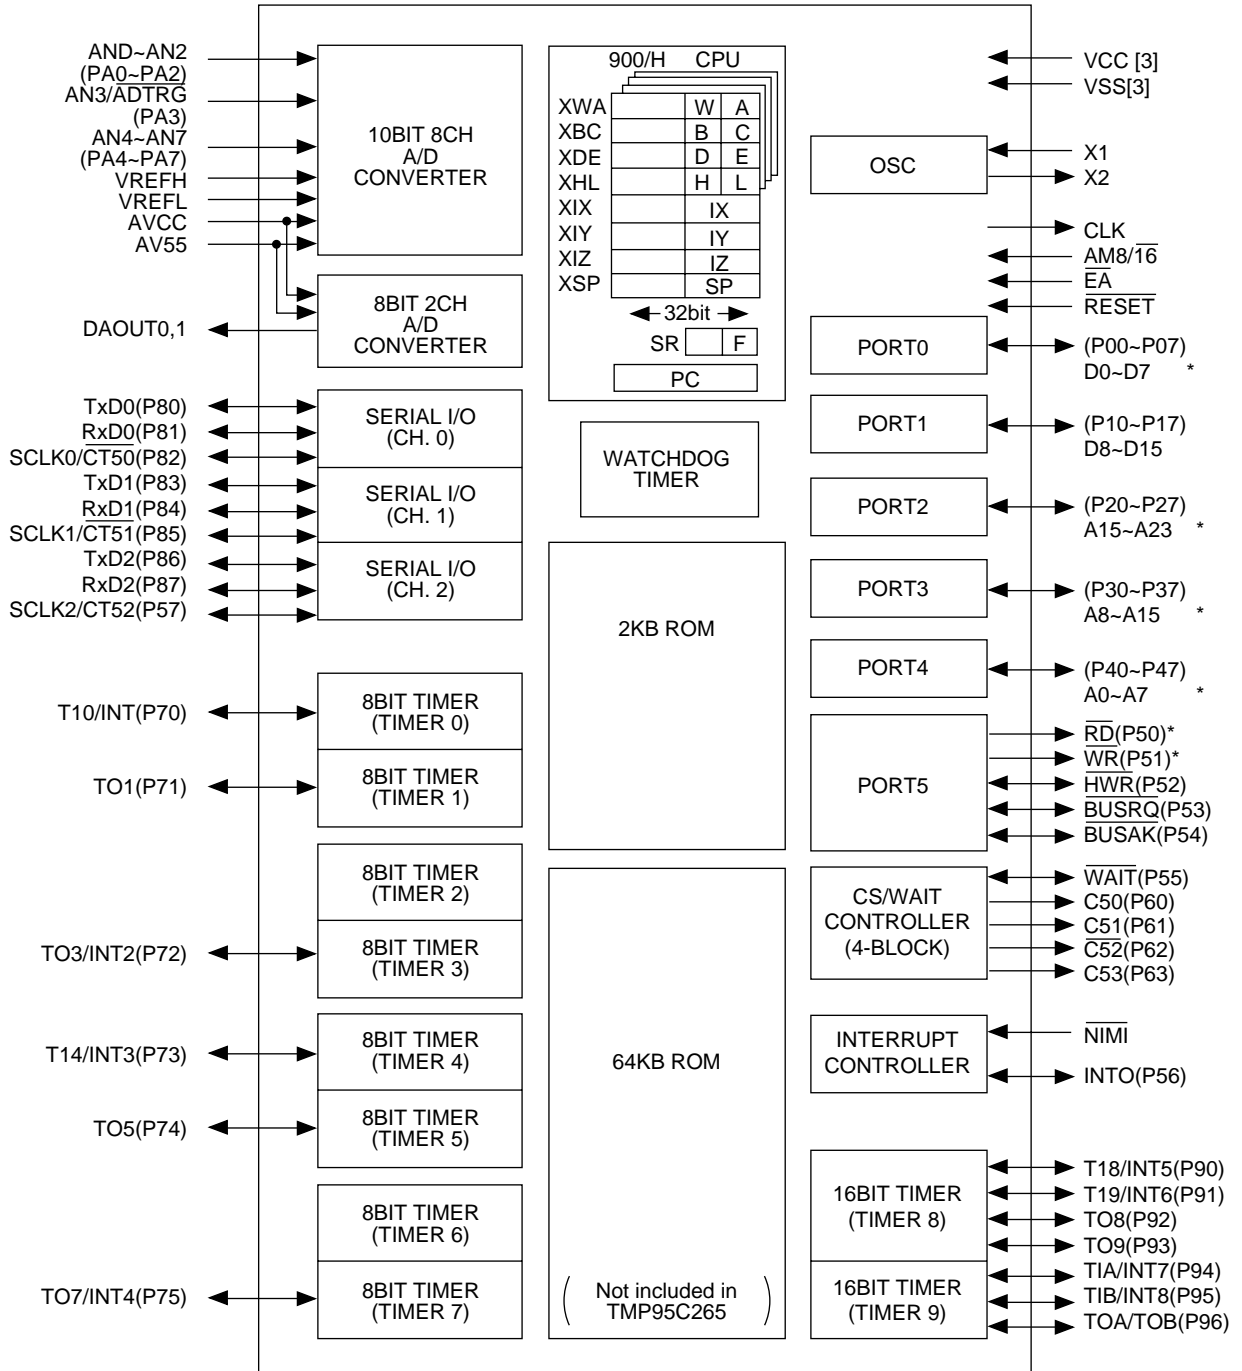 AND~AN2
(PA0~PA2)
AN3/ADTRG
(PA3)
AN4~AN7
(PA4~PA7)
VREFH
VREFL
AVCC
AV55
DAOUT0,1
TxD0(P80)
RxD0(P81)
SCLK0/CT50(P82)
TxD1(P83)
RxD1(P84)
SCLK1/CT51(P85)
TxD2(P86)
RxD2(P87)
SCLK2/CT52(P57)
T10/INT(P70)
TO1(P71)
TO3/INT2(P72)
T14/INT3(P73)
TO5(P74)
TO7/INT4(P75)
10BIT 8CH
A/D
CONVERTER
8BIT 2CH
A/D
CONVERTER
SERIAL I/O
(CH. 0)
SERIAL I/O
(CH. 1)
SERIAL I/O
(CH. 2)
8BIT TIMER
(TIMER 0)
8BIT TIMER
(TIMER 1)
8BIT TIMER
(TIMER 2)
8BIT TIMER
(TIMER 3)
8BIT TIMER
(TIMER 4)
8BIT TIMER
(TIMER 5)
8BIT TIMER
(TIMER 6)
8BIT TIMER
(TIMER 7)
900/H CPU
XWA W A
XBC B C
XDE D E
XHL H L
XIX IX
XIY IY
XIZ IZ
XSP SP
32bit
SR F
PC
WATCHDOG
TIMER
2KB ROM
64KB ROM
( Not included in )
TMP95C265
OSC
PORT0
PORT1
PORT2
PORT3
PORT4
PORT5
CS/WAIT
CONTROLLER
(4-BLOCK)
INTERRUPT
CONTROLLER
16BIT TIMER
(TIMER 8)
16BIT TIMER
(TIMER 9)
VCC [3]
VSS[3]
X1
X2
CLK
AM8/16
EA
RESET
(P00~P07)
D0~D7 *
(P10~P17)
D8~D15
(P20~P27)
A15~A23 *
(P30~P37)
A8~A15 *
(P40~P47)
A0~A7 *
RD(P50)*
WR(P51)*
HWR(P52)
BUSRQ(P53)
BUSAK(P54)
WAIT(P55)
C50(P60)
C51(P61)
C52(P62)
C53(P63)
NIMI
INTO(P56)
T18/INT5(P90)
T19/INT6(P91)
TO8(P92)
TO9(P93)
TIA/INT7(P94)
TIB/INT8(P95)
TOA/TOB(P96)